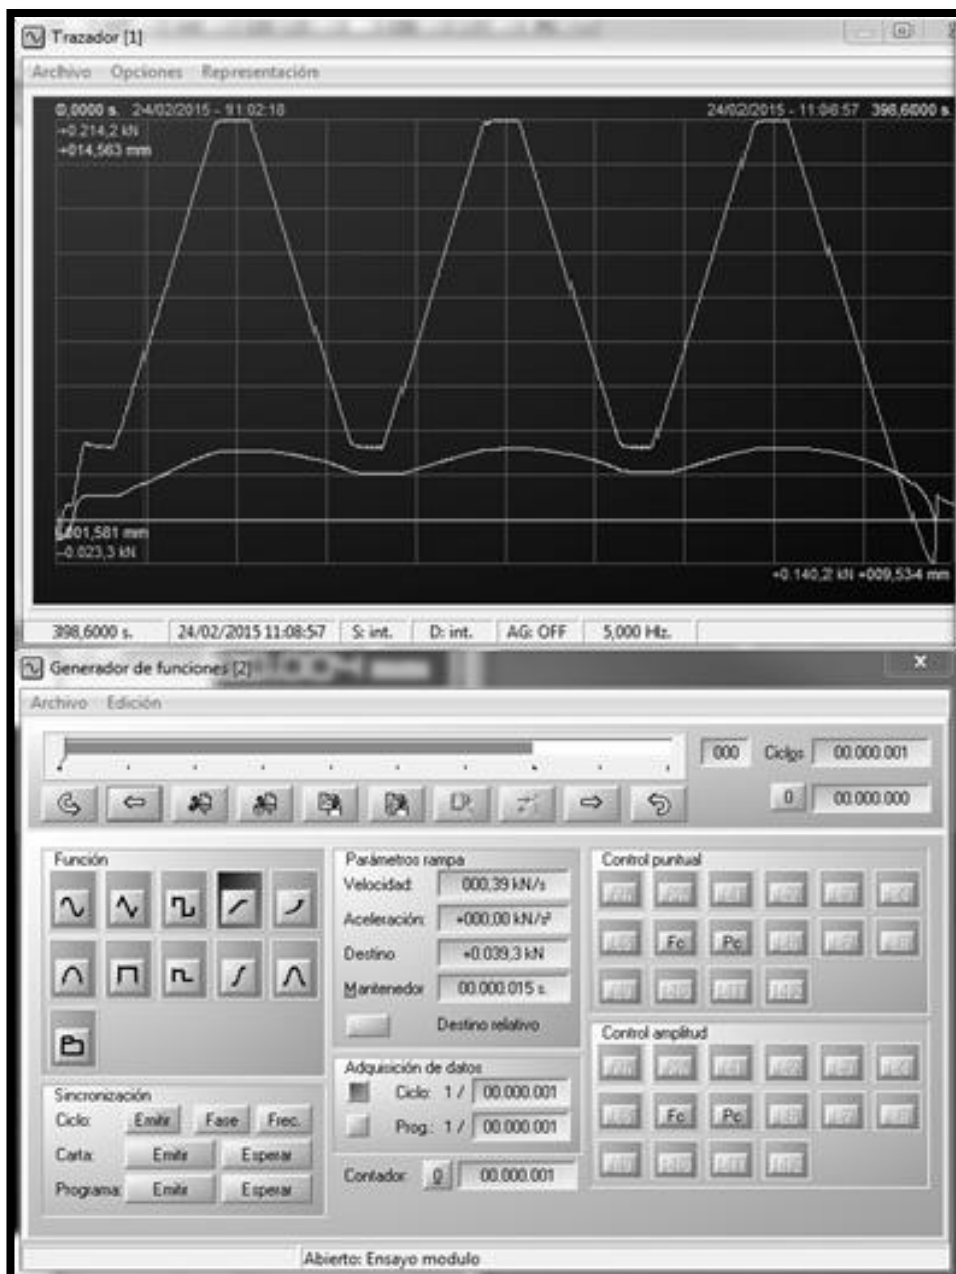 Trazador [1]
Archivo Opciones Representación
0,0000 s. 24/02/2015 - 11:02:18 24/02/2015 - 11:08:57 398,6000 s.
+0.214,2 kN
+014,563 mm
001,581 mm
-0.023,3 kN
+0.140,2 kN +009,534 mm
398,6000 s. 24/02/2015 11:08:57 S: int. D: int. AG: OFF 5,000 Hz.
Generador de funciones [2]
Archivo Edición
000 Ciclos 00.000.001
0 00.000.000
Función
Parámetros rampa
Velocidad: 000,39 kN/s
Aceleración: +000,00 kN/s²
Destino +0.039,3 kN
Mantenedor 00.000.015 s.
Destino relativo
Control puntual
Fc Pc
Control amplitud
Fc Pc
Adquisición de datos
Ciclo: 1 / 00.000.001
Prog.: 1 / 00.000.001
Contador: 0 00.000.001
Sincronización
Ciclo: Emitir Fase Frec.
Carta: Emitir Esperar
Programa: Emitir Esperar
Abierto: Ensayo modulo